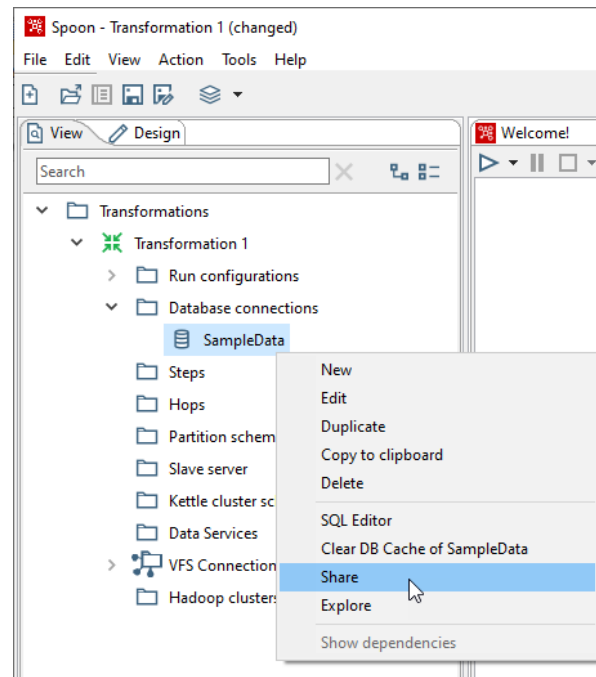 Spoon - Transformation 1 (changed)
File Edit View Action Tools Help
View Design
Welcome!
Search
Transformations
Transformation 1
Run configurations
Database connections
SampleData
Steps
Hops
Partition schem
Slave server
Kettle cluster sc
Data Services
VFS Connection
Hadoop clusters
New
Edit
Duplicate
Copy to clipboard
Delete
SQL Editor
Clear DB Cache of SampleData
Share
Explore
Show dependencies